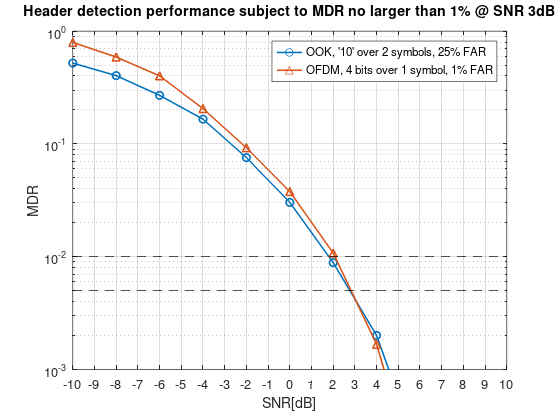 Header detection performance subject to MDR no larger than 1% @ SNR 3dB
OOK, '10' over 2 symbols, 25% FAR
OFDM, 4 bits over 1 symbol, 1% FAR
10^0
10^-1
10^-2
10^-3
MDR
-10 -9 -8 -7 -6 -5 -4 -3 -2 -1 0 1 2 3 4 5 6 7 8 9 10
SNR[dB]